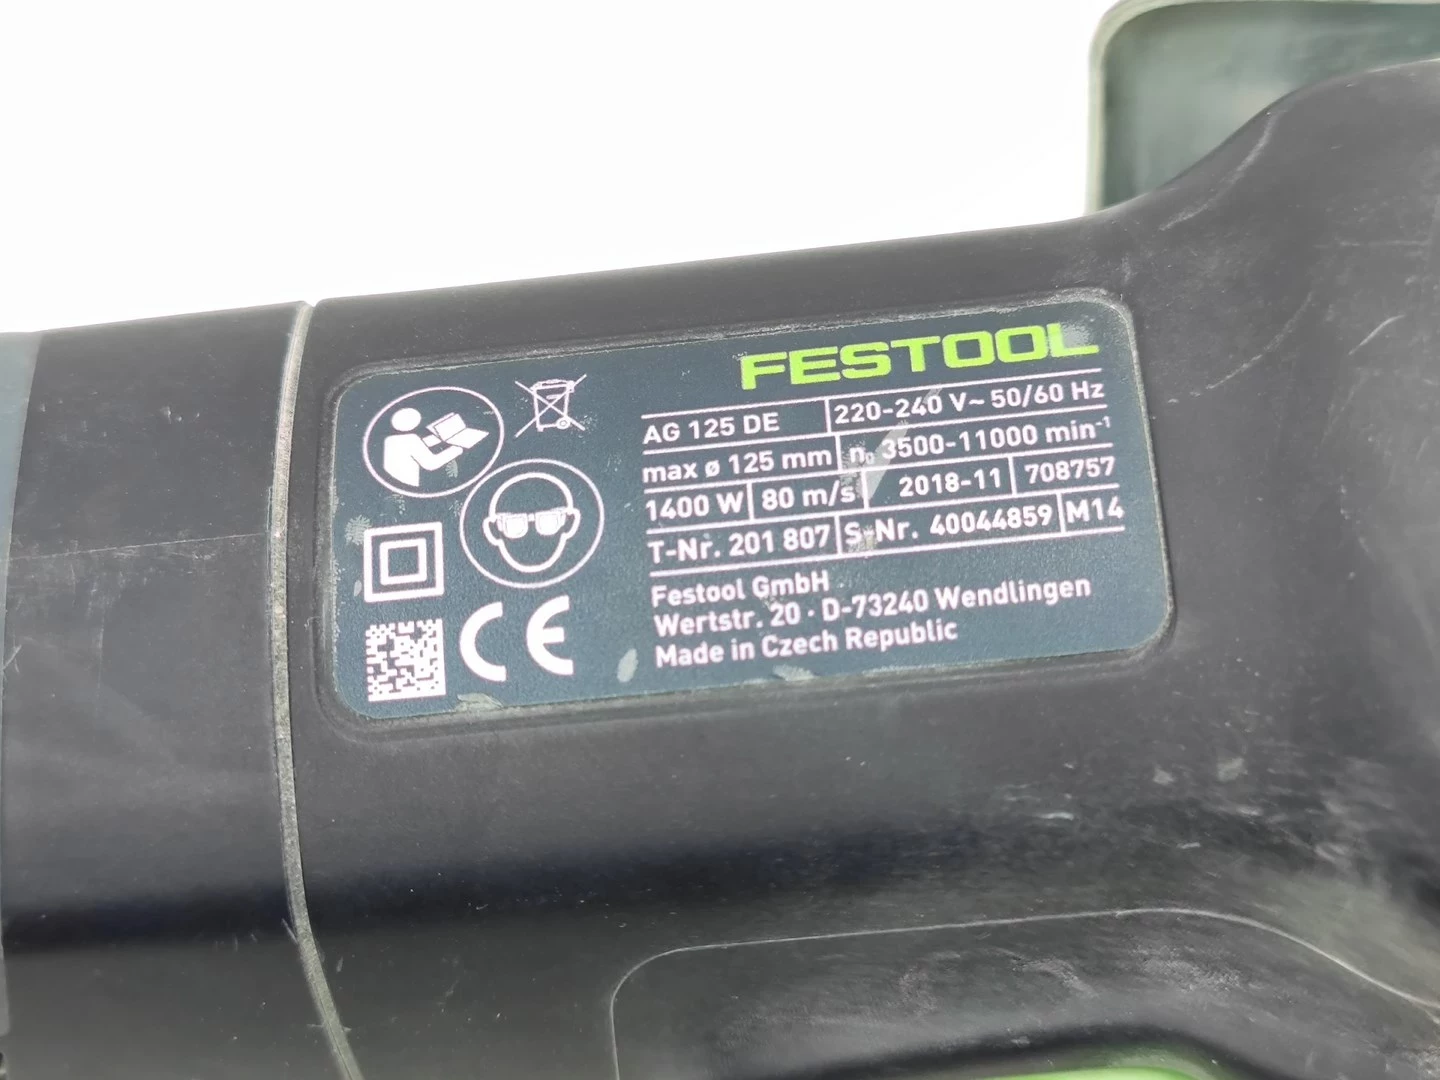 FESTOOL
AG 125 DE 220-240 V~ 50/60 Hz
max ø 125 mm n₀ 3500-11000 min⁻¹
1400 W 80 m/s 2018-11 708757
T-Nr. 201 807 S-Nr. 40044859 M14
Festool GmbH
Wertstr. 20 · D-73240 Wendlingen
Made in Czech Republic
CE